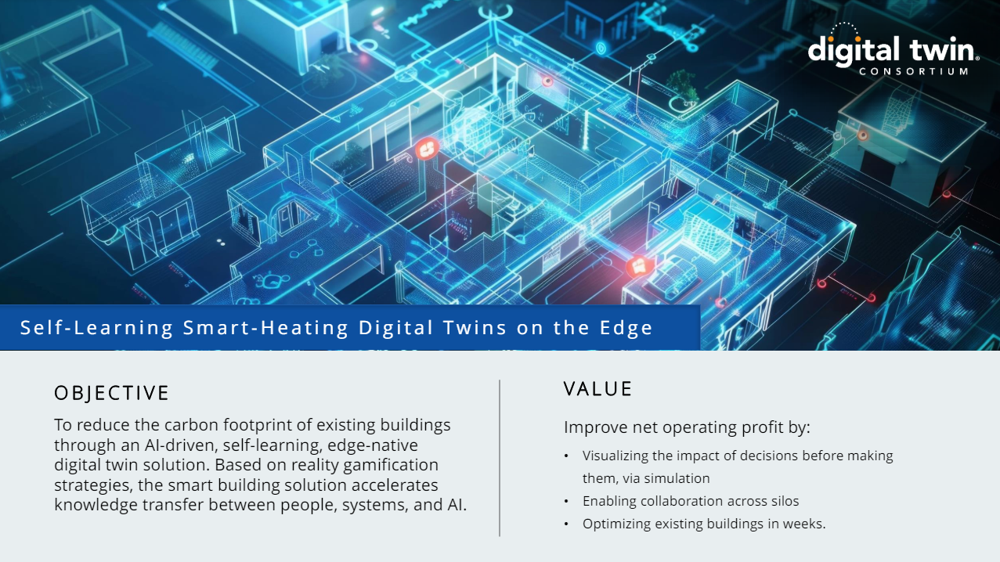 digital twin®
CONSORTIUM
Self-Learning Smart-Heating Digital Twins on the Edge
OBJECTIVE
To reduce the carbon footprint of existing buildings
through an AI-driven, self-learning, edge-native
digital twin solution. Based on reality gamification
strategies, the smart building solution accelerates
knowledge transfer between people, systems, and AI.
VALUE
Improve net operating profit by:
• Visualizing the impact of decisions before making
them, via simulation
• Enabling collaboration across silos
• Optimizing existing buildings in weeks.